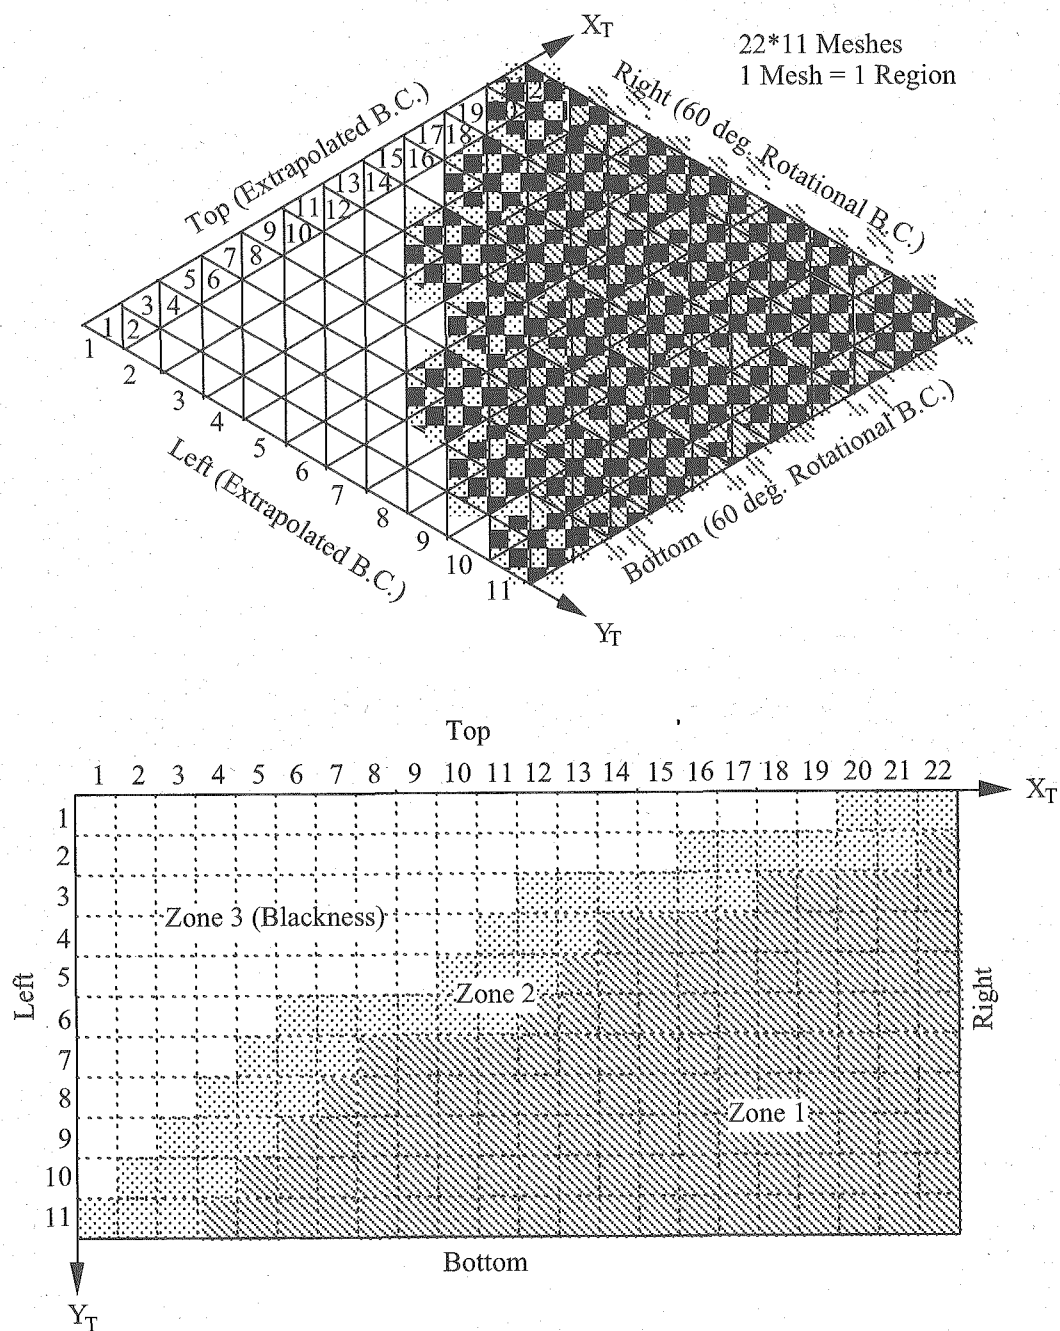 X_T
22*11 Meshes
1 Mesh = 1 Region
Top (Extrapolated B.C.)
Right (60 deg. Rotational B.C.)
1 2 3 4 5 6 7 8 9 10 11 12 13 14 15 16 17 18 19
1
2
3
4
5
6
7
8
9
10
11
Left (Extrapolated B.C.)
Bottom (60 deg. Rotational B.C.)
Y_T
Top
1 2 3 4 5 6 7 8 9 10 11 12 13 14 15 16 17 18 19 20 21 22
X_T
1
2
3
Zone 3 (Blackness)
4
5
Zone 2
Left
Right
6
7
8
Zone 1
9
10
11
Bottom
Y_T